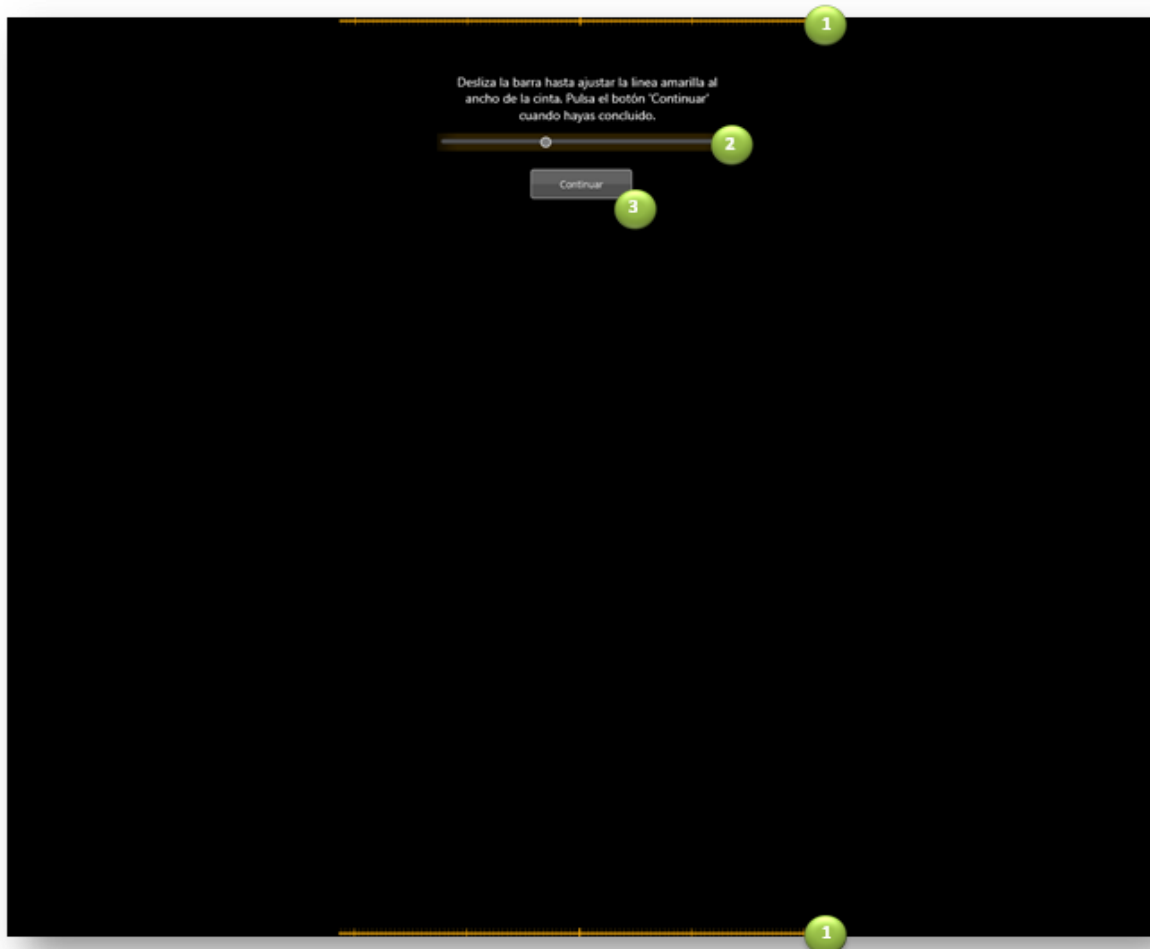 1
Desliza la barra hasta ajustar la linea amarilla al
ancho de la cinta. Pulsa el botón "Continuar"
cuando hayas concluido.
2
Continuar
3
1